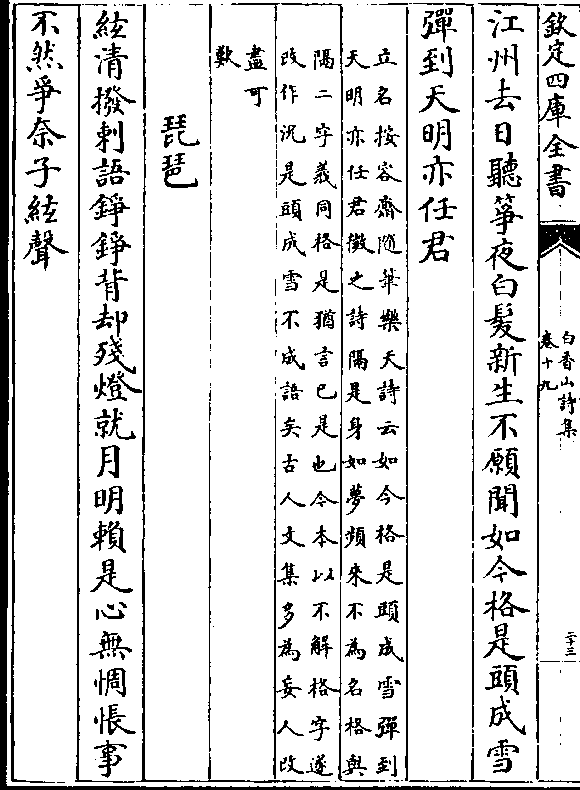 欽定四庫全書
白香山詩集
卷十九
二十三
江州去日聽箏夜白髮新生不願聞如今格是頭成雪
彈到天明亦任君
立名按容齋隨筆樂天詩云如今格是頭成雪彈到
天明亦任君微之詩隔是身如夢頻來不為名格與
隔二字義同格是猶言已是也今本以不解格字遂
改作況是頭成雪不成語矣古人文集多為妄人改
盡可
歎
琵琶
絃清撥剌語錚錚背却殘燈就月明賴是心無惆悵事
不然爭奈子絃聲